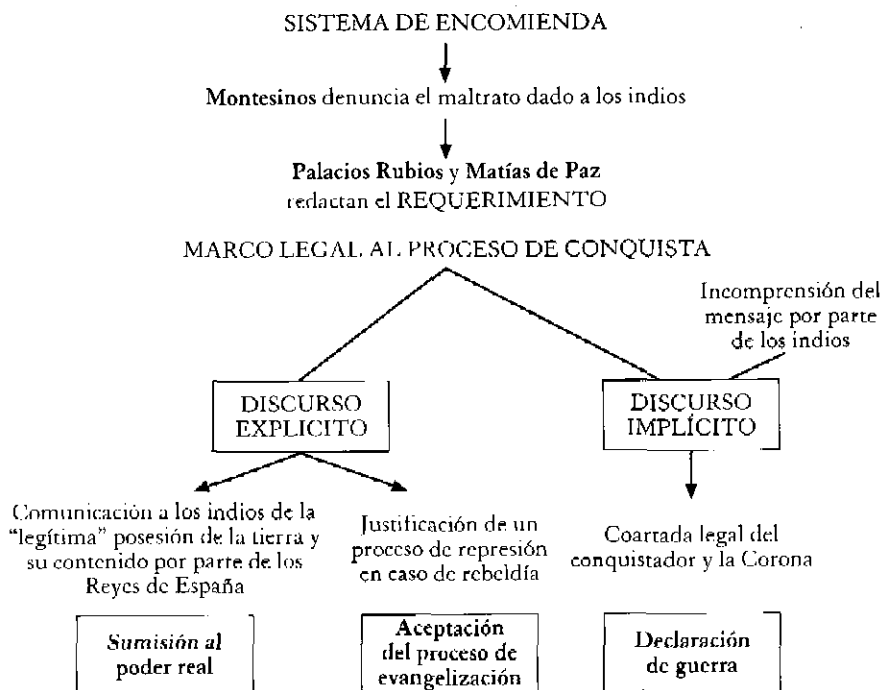 SISTEMA DE ENCOMIENDA
Montesinos denuncia el maltrato dado a los indios
Palacios Rubios y Matías de Paz
redactan el REQUERIMIENTO
MARCO LEGAL AL PROCESO DE CONQUISTA
Incomprensión del
mensaje por parte
de los indios
DISCURSO
EXPLICITO
DISCURSO
IMPLÍCITO
Comunicación a los indios de la
“legítima” posesión de la tierra y
su contenido por parte de los
Reyes de España
Justificación de un
proceso de represión
en caso de rebeldía
Coartada legal del
conquistador y la Corona
Sumisión al
poder real
Aceptación
del proceso de
evangelización
Declaración
de guerra